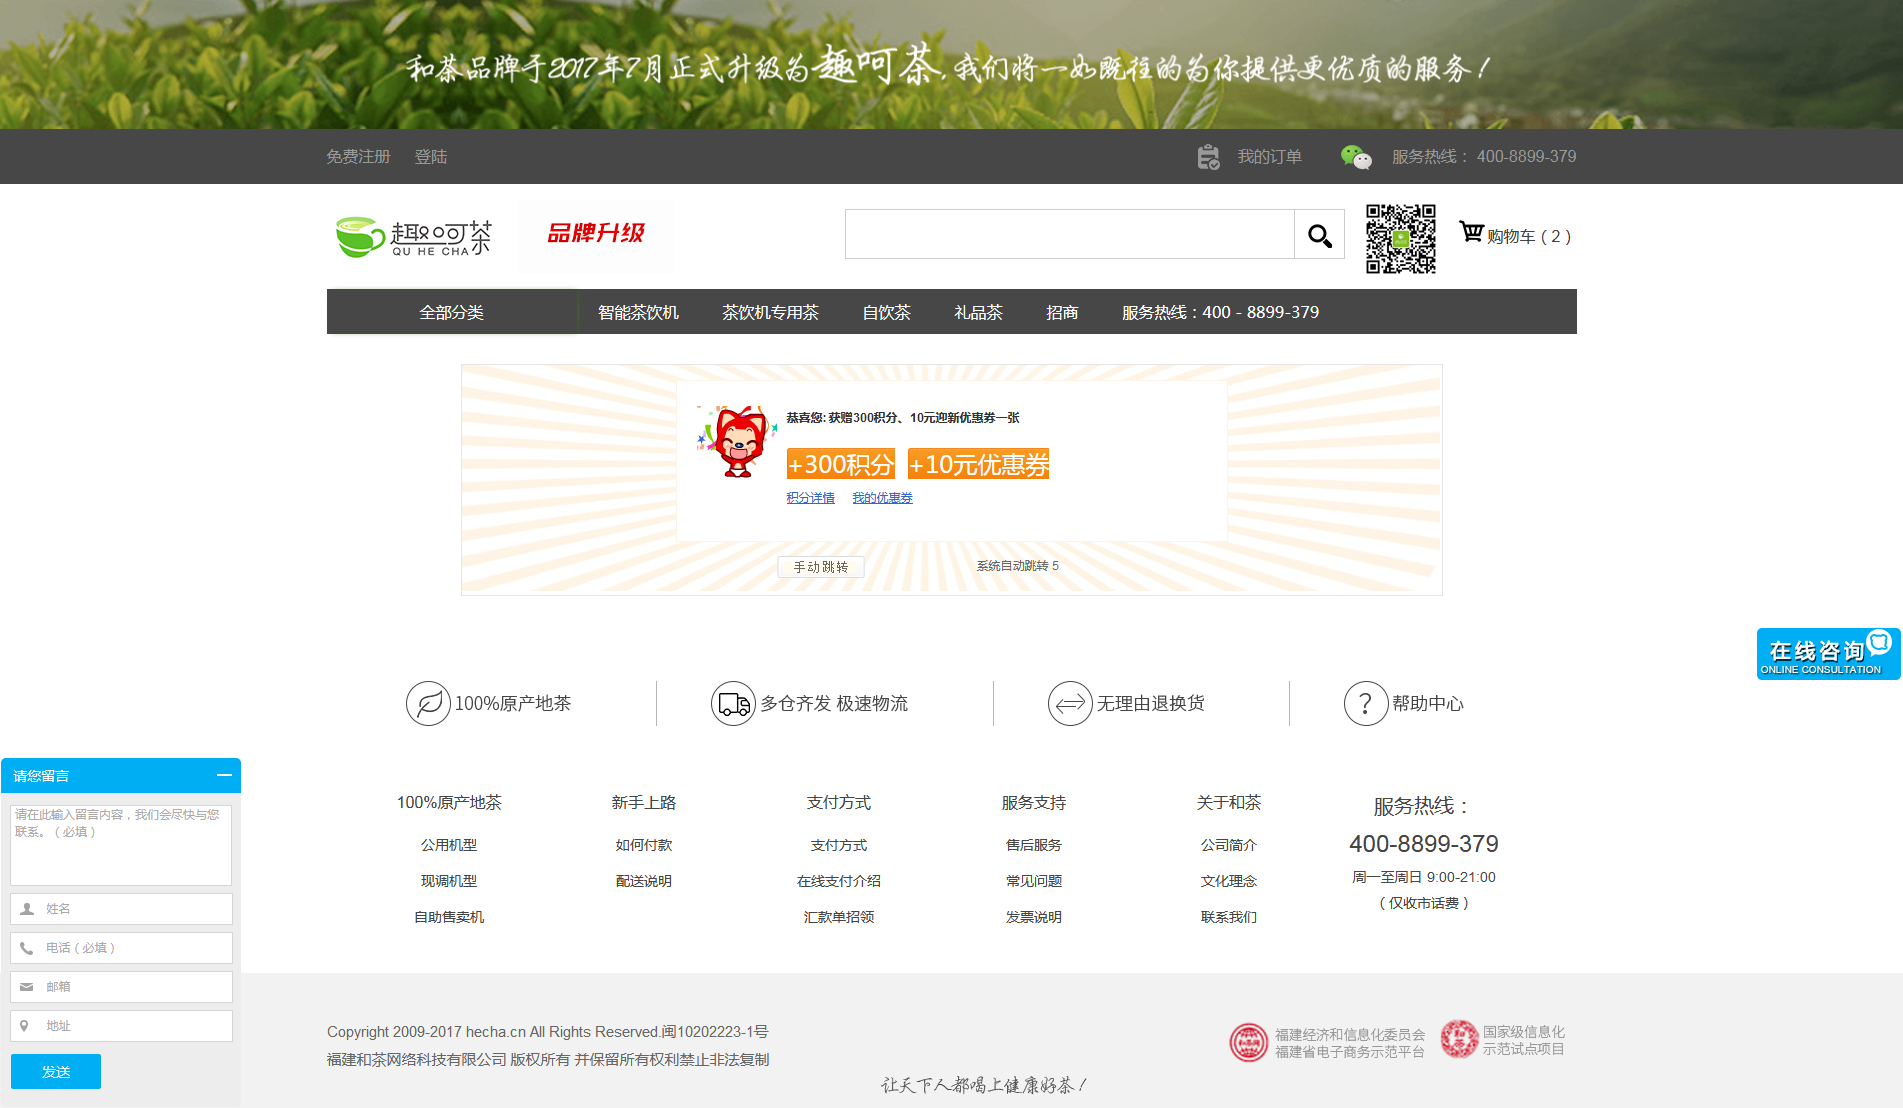 和茶品牌于2017年7月正式升级为趣呵茶,我们将一如既往的为你提供更优质的服务!
免费注册 登陆 我的订单 服务热线： 400-8899-379
趣呵茶
QU HE CHA
品牌升级
购物车 ( 2 )
全部分类 智能茶饮机 茶饮机专用茶 自饮茶 礼品茶 招商 服务热线：400 - 8899-379
恭喜您: 获赠300积分、10元迎新优惠券一张
+300积分 +10元优惠券
积分详情 我的优惠券
手动跳转 系统自动跳转 5
在线咨询
ONLINE CONSULTATION
100%原产地茶 多仓齐发 极速物流 无理由退换货 ? 帮助中心
请您留言
请在此输入留言内容，我们会尽快与您
联系。（必填）
姓名
电话（必填）
邮箱
地址
发送
100%原产地茶 新手上路 支付方式 服务支持 关于和茶 服务热线：
公用机型 如何付款 支付方式 售后服务 公司简介 400-8899-379
现调机型 配送说明 在线支付介绍 常见问题 文化理念 周一至周日 9:00-21:00
自助售卖机 汇款单招领 发票说明 联系我们 （ 仅收市话费 ）
Copyright 2009-2017 hecha.cn All Rights Reserved.闽10202223-1号
福建和茶网络科技有限公司 版权所有 并保留所有权利禁止非法复制
福建经济和信息化委员会
福建省电子商务示范平台
国家级信息化
示范试点项目
让天下人都喝上健康好茶!